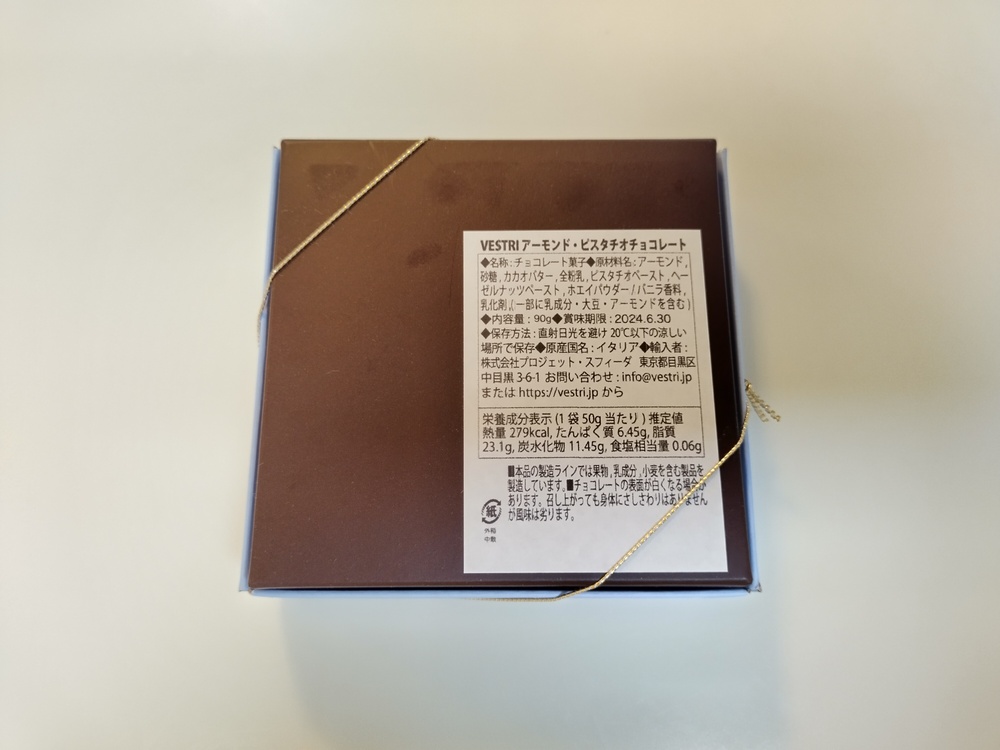 VESTRI アーモンド・ピスタチオチョコレート
◆名称:チョコレート菓子◆原材料名:アーモンド,
砂糖,カカオバター,全粉乳,ピスタチオペースト,ヘー
ゼルナッツペースト,ホエイパウダー/バニラ香料,
乳化剤,(一部に乳成分・大豆・アーモンドを含む)
◆内容量:90g◆賞味期限:2024.6.30
◆保存方法:直射日光を避け 20℃以下の涼しい
場所で保存◆原産国名:イタリア◆輸入者:
株式会社プロジェット・スフィーダ 東京都目黒区
中目黒 3-6-1 お問い合わせ:info@vestri.jp
または https://vestri.jp から
栄養成分表示 (1 袋 50g 当たり) 推定値
熱量 279kcal, たんぱく質 6.45g, 脂質
23.1g, 炭水化物 11.45g, 食塩相当量 0.06g
■本品の製造ラインでは果物,乳成分,小麦を含む製品を
製造しています。■チョコレートの表面が白くなる場合が
あります。召し上がっても身体にさしさわりはありません
が風味は劣ります。
紙
外箱
中敷